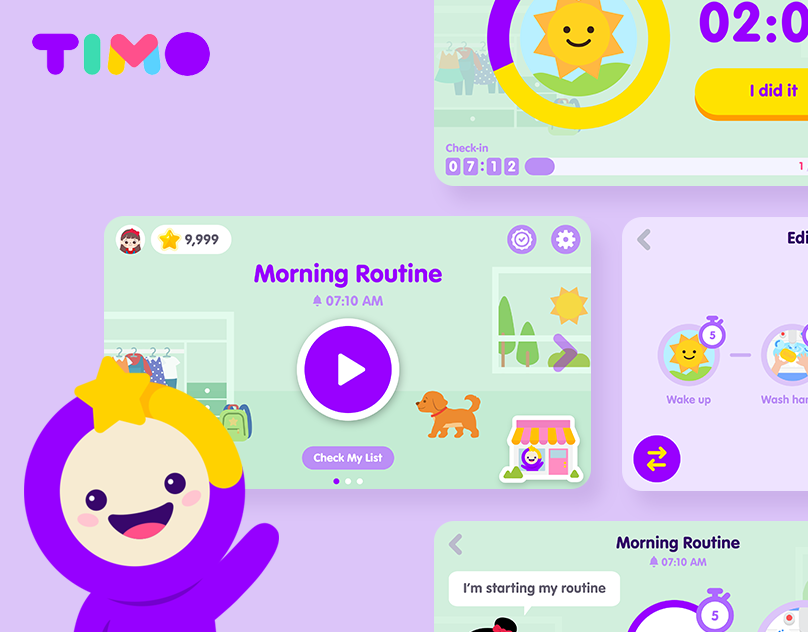 TIMO
02:0
I did it
Check-in
07:12
1
9,999
Morning Routine
07:10 AM
Check My List
Edi
5
Wake up
Wash han
Morning Routine
07:10 AM
I'm starting my routine
5